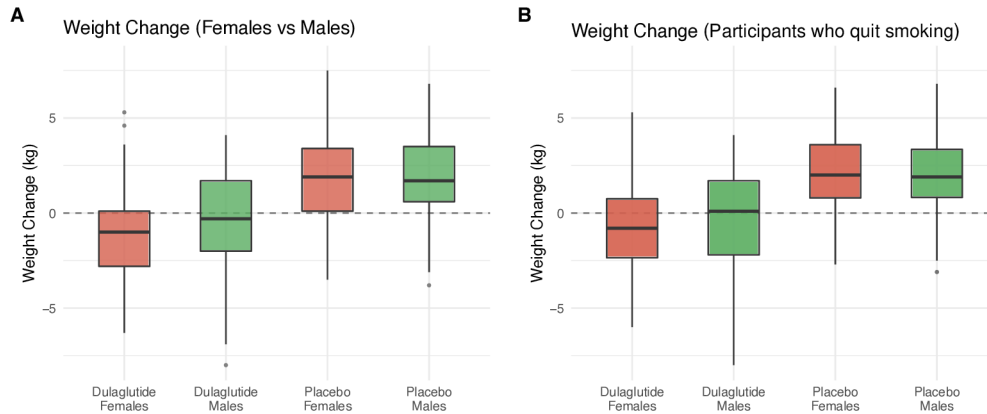 A
Weight Change (Females vs Males)
Weight Change (kg)
5
0
−5
Dulaglutide
Females
Dulaglutide
Males
Placebo
Females
Placebo
Males
B
Weight Change (Participants who quit smoking)
Weight Change (kg)
5
0
−5
Dulaglutide
Females
Dulaglutide
Males
Placebo
Females
Placebo
Males